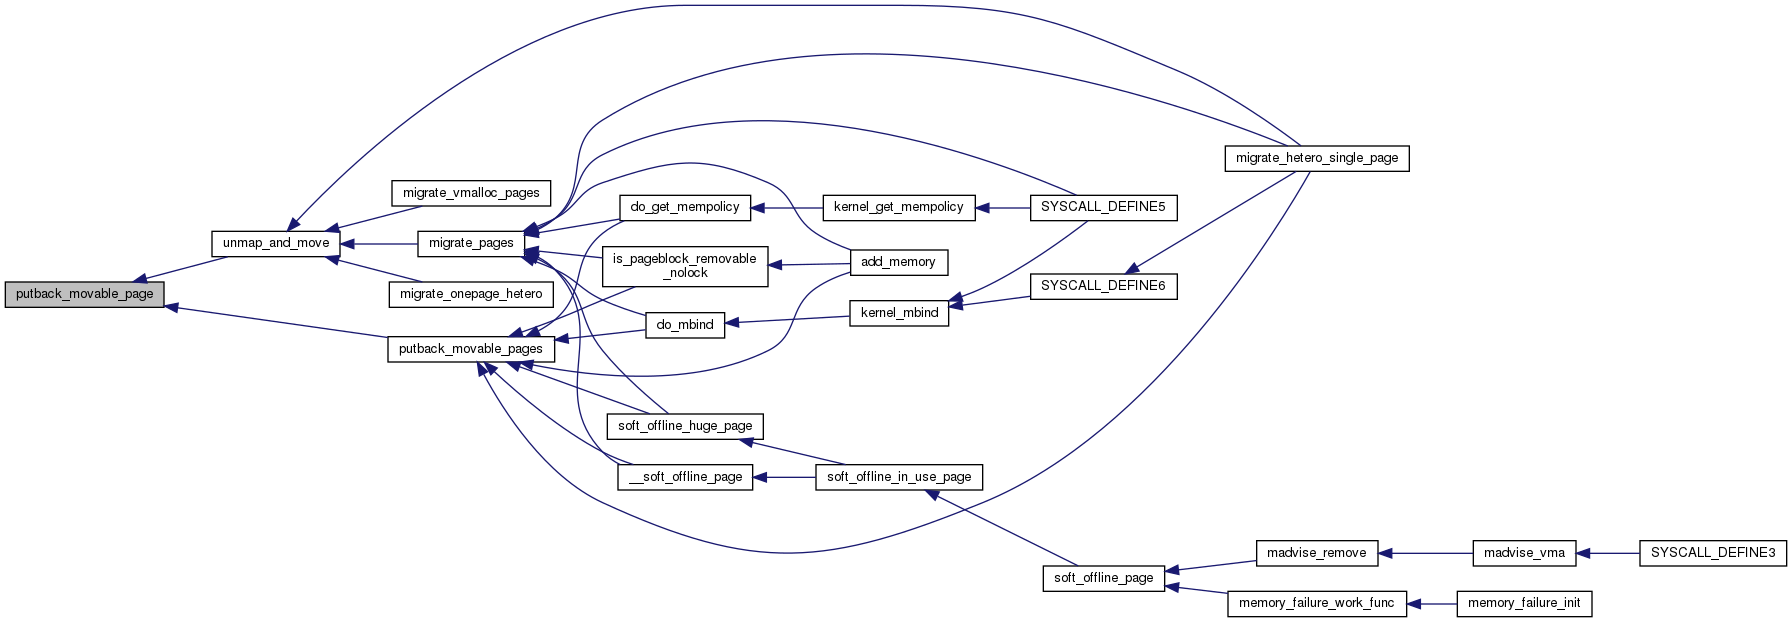 migrate_hetero_single_page
migrate_vmalloc_pages
do_get_mempolicy
kernel_get_mempolicy
SYSCALL_DEFINE5
unmap_and_move
migrate_pages
is_pageblock_removable
_nolock
add_memory
putback_movable_page
migrate_onepage_hetero
SYSCALL_DEFINE6
kernel_mbind
do_mbind
putback_movable_pages
soft_offline_huge_page
__soft_offline_page
soft_offline_in_use_page
madvise_remove
madvise_vma
SYSCALL_DEFINE3
soft_offline_page
memory_failure_work_func
memory_failure_init